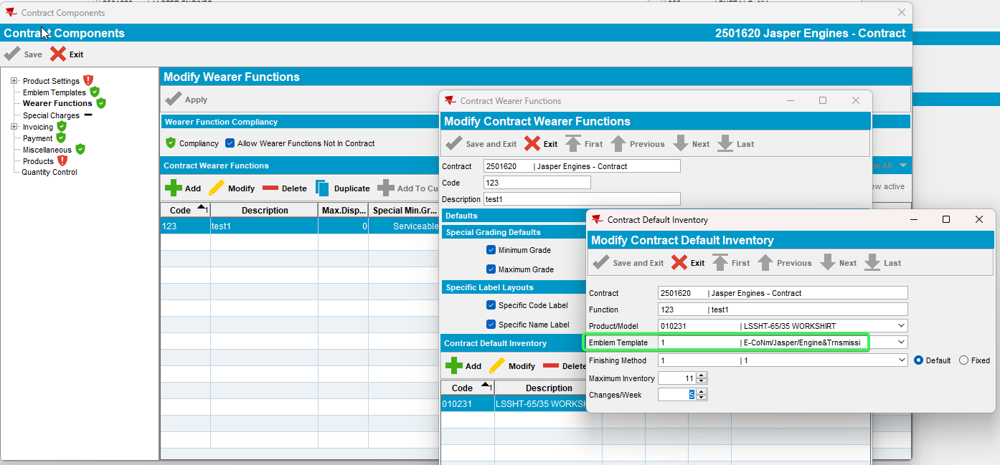 Contract Components
Contract Components
2501620 Jasper Engines - Contract
Save
Exit
Product Settings
Emblem Templates
Wearer Functions
Special Charges
Invoicing
Payment
Miscellaneous
Products
Quantity Control
Modify Wearer Functions
Apply
Wearer Function Compliancy
Compliancy
Allow Wearer Functions Not In Contract
Contract Wearer Functions
Add
Modify
Delete
Duplicate
Add To Cu
w All
ow active
Code 1 Description Max.Disp... Special Min.Gr...
123 test1 0 Serviceable
Contract Wearer Functions
Modify Contract Wearer Functions
Save and Exit
Exit
First
Previous
Next
Last
Contract 2501620 | Jasper Engines - Contract
Code 123
Description test1
Defaults
Special Grading Defaults
Minimum Grade
Maximum Grade
Specific Label Layouts
Specific Code Label
Specific Name Label
Contract Default Inventory
Add
Modify
Delete
Code 1 Description
010231 LSSHT-65/35 WORKSH
Contract Default Inventory
Modify Contract Default Inventory
Save and Exit
Exit
First
Previous
Next
Last
Contract 2501620 | Jasper Engines - Contract
Function 123 | test1
Product/Model 010231 | LSSHT-65/35 WORKSHIRT
Emblem Template 1 | E-CoNm/Jasper/Engine&Trnsmissi
Finishing Method 1 | 1 Default Fixed
Maximum Inventory 11
Changes/Week 5